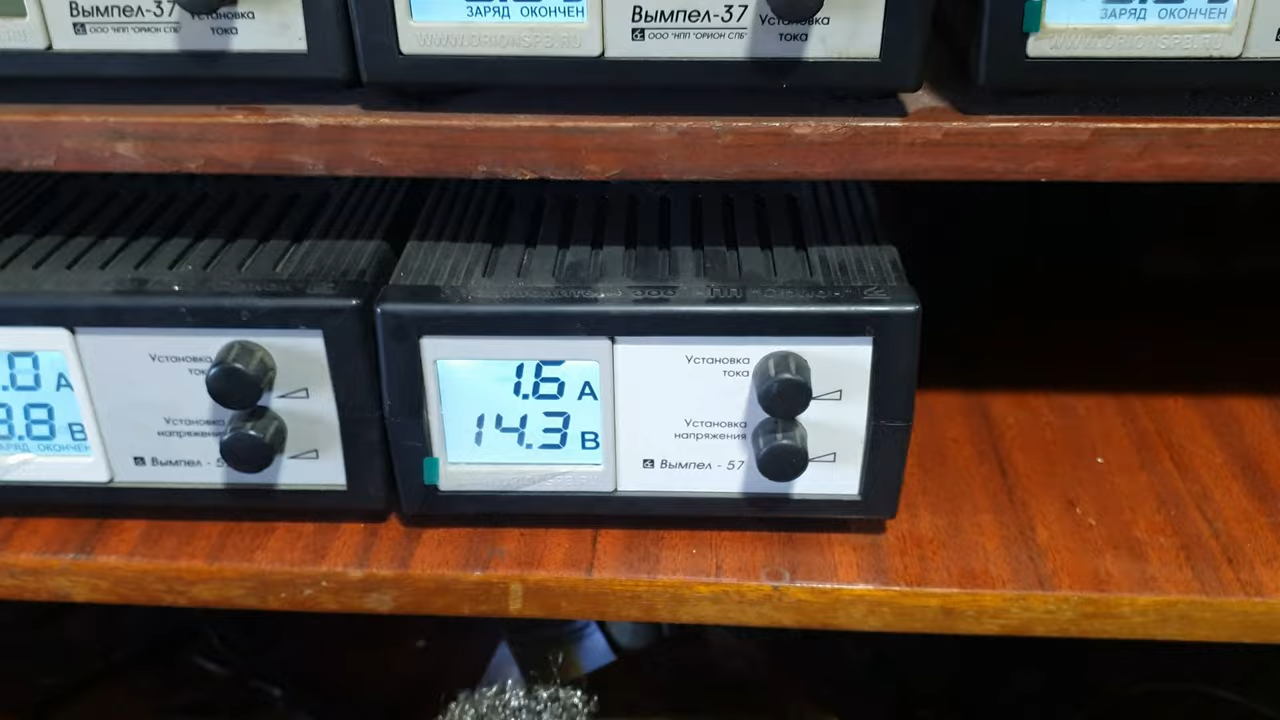 Вымпел-37
ООО "НПП "ОРИОН СПБ"
Установка
тока
ЗАРЯД ОКОНЧЕН
WWW.ORIONSPB.RU
Вымпел-37
ООО "НПП "ОРИОН СПБ"
Установка
тока
ЗАРЯД ОКОНЧЕН
WWW.ORIONSPB.RU
.0 А
8.8 В
ЗАРЯД ОКОНЧЕН
Установка
тока
Установка
напряжения
Вымпел - 5
1.6 А
14.3 В
Установка
тока
Установка
напряжения
Вымпел - 57